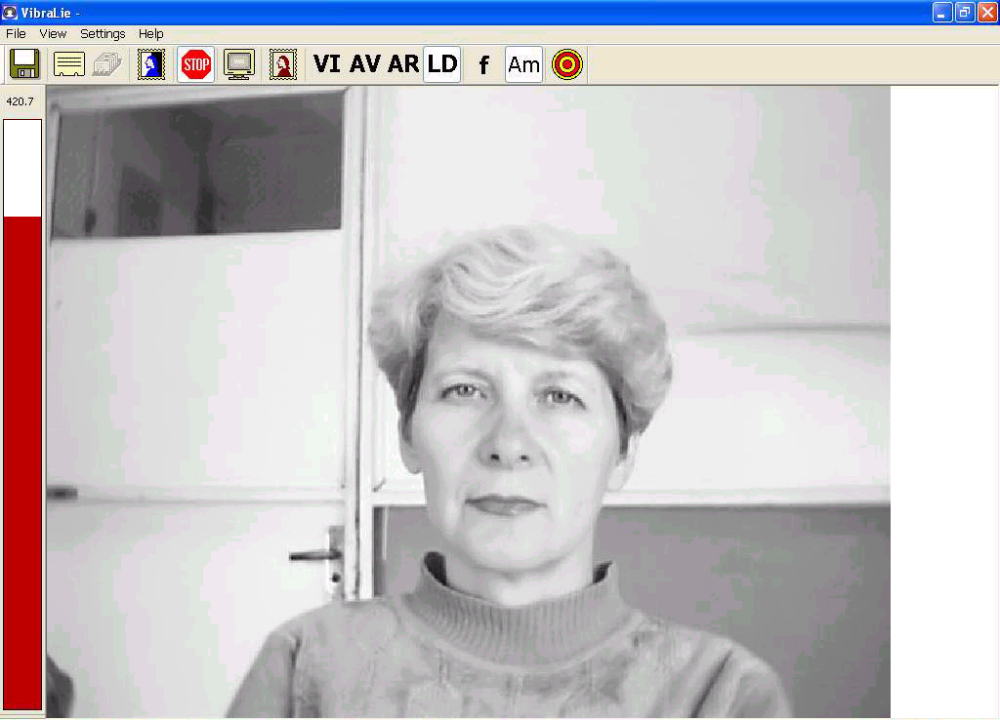 VibraLie -
File View Settings Help
STOP VI AV AR LD f Am
420.7